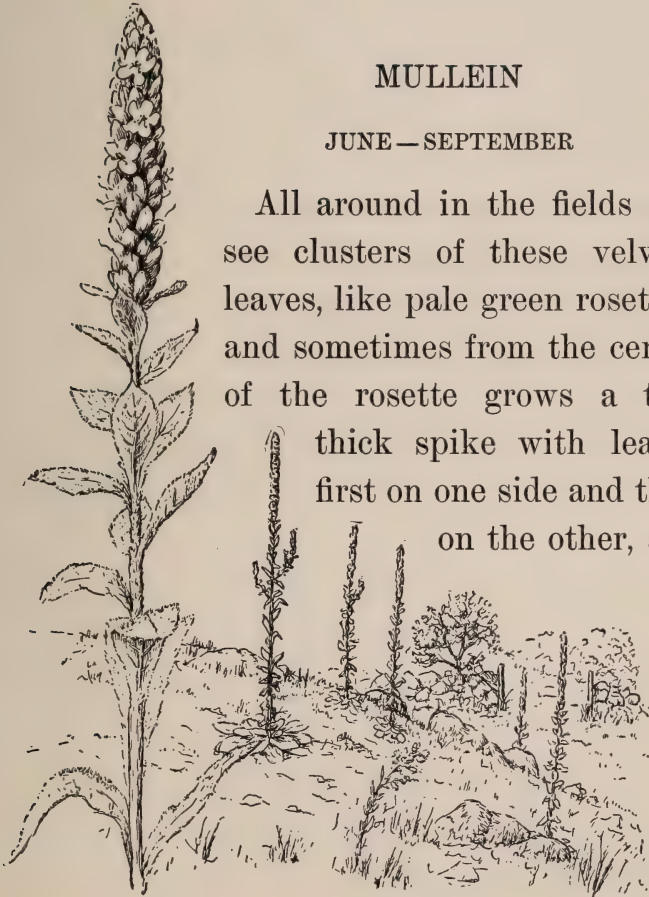 MULLEIN
JUNE — SEPTEMBER
All around in the fields
see clusters of these velv
leaves, like pale green roset
and sometimes from the cen
of the rosette grows a t
thick spike with lea
first on one side and th
on the other,